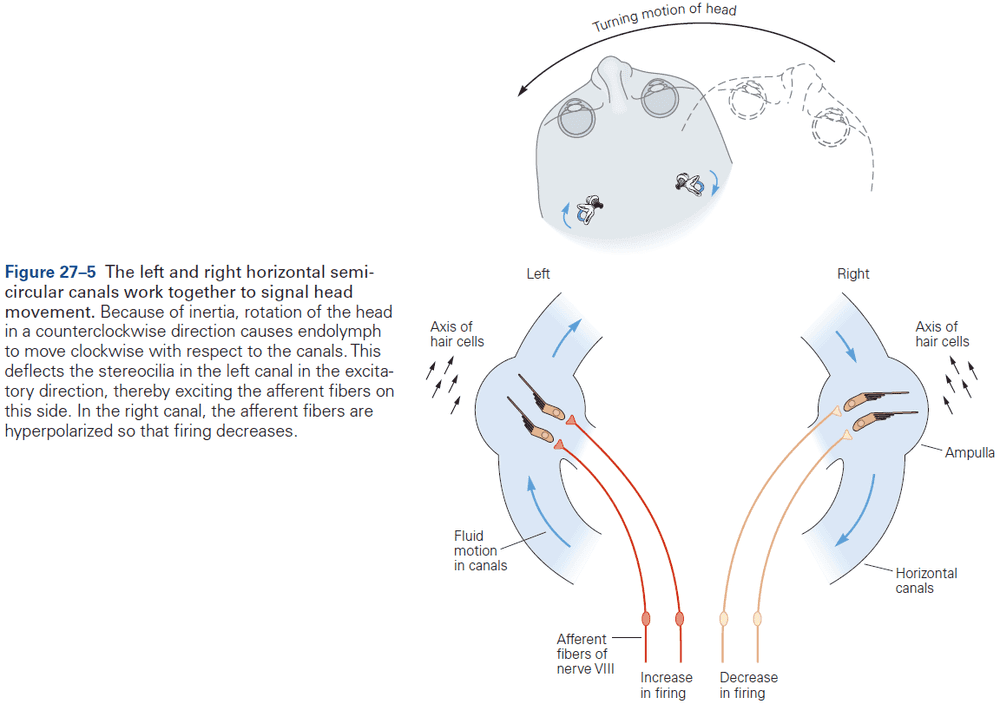 Turning motion of head
Figure 27–5 The left and right horizontal semi-
circular canals work together to signal head
movement. Because of inertia, rotation of the head
in a counterclockwise direction causes endolymph
to move clockwise with respect to the canals. This
deflects the stereocilia in the left canal in the excita-
tory direction, thereby exciting the afferent fibers on
this side. In the right canal, the afferent fibers are
hyperpolarized so that firing decreases.
Left
Right
Axis of
hair cells
Axis of
hair cells
Ampulla
Fluid
motion
in canals
Horizontal
canals
Afferent
fibers of
nerve VIII
Increase
in firing
Decrease
in firing